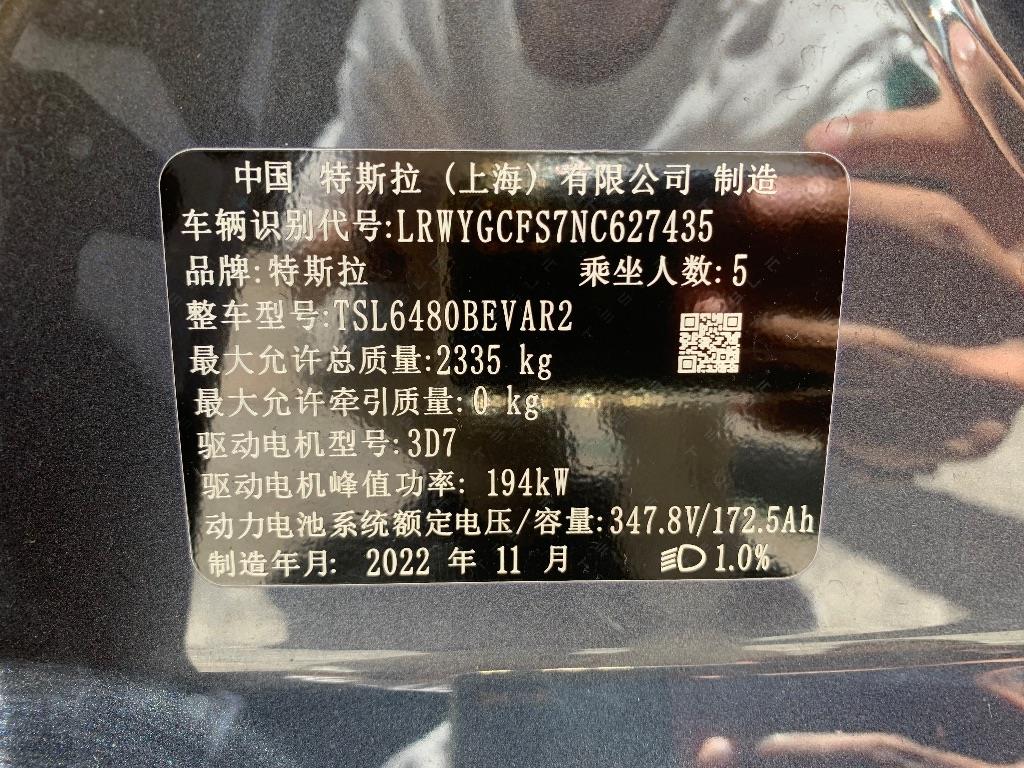 中国 特斯拉（上海）有限公司 制造
车辆识别代号:LRWYGCFS7NC627435
品牌:特斯拉 乘坐人数:5
整车型号:TSL6480BEVAR2
最大允许总质量:2335 kg
最大允许牵引质量:0 kg
驱动电机型号:3D7
驱动电机峰值功率: 194kW
动力电池系统额定电压/容量:347.8V/172.5Ah
制造年月: 2022 年 11 月 1.0%